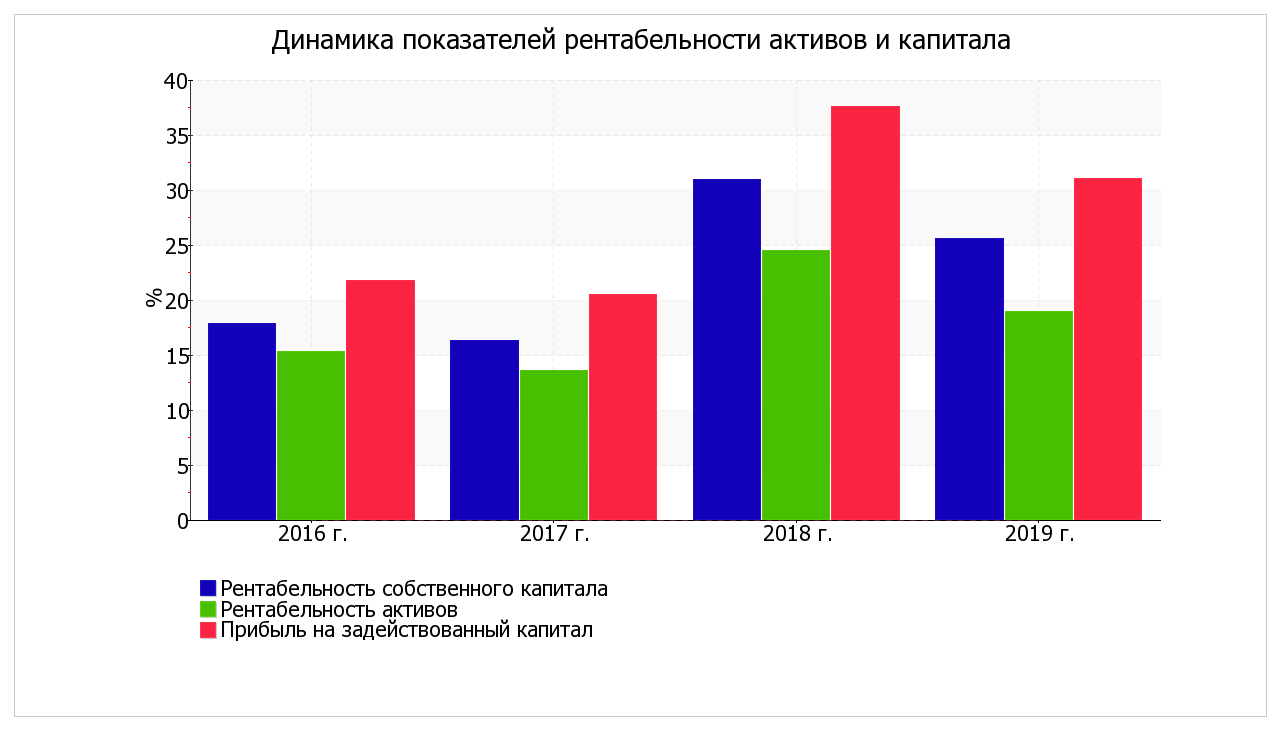 Динамика показателей рентабельности активов и капитала
40
35
30
25
20
15
10
5
0
%
2016 г. 2017 г. 2018 г. 2019 г.
Рентабельность собственного капитала
Рентабельность активов
Прибыль на задействованный капитал